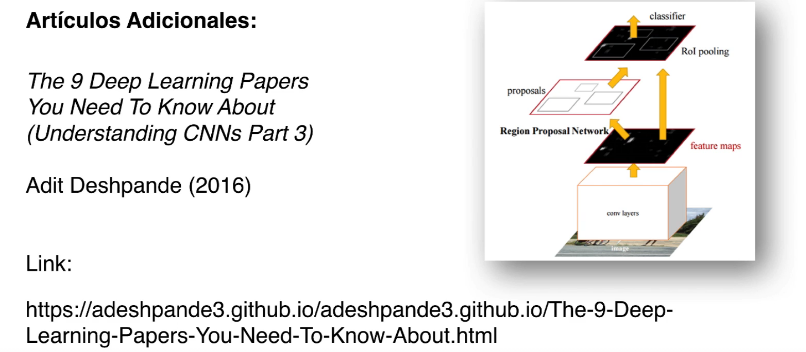 Artículos Adicionales:
The 9 Deep Learning Papers
You Need To Know About
(Understanding CNNs Part 3)
Adit Deshpande (2016)
Link:
https://adeshpande3.github.io/adeshpande3.github.io/The-9-Deep-
Learning-Papers-You-Need-To-Know-About.html
classifier
RoI pooling
proposals
Region Proposal Network
feature maps
conv layers
image